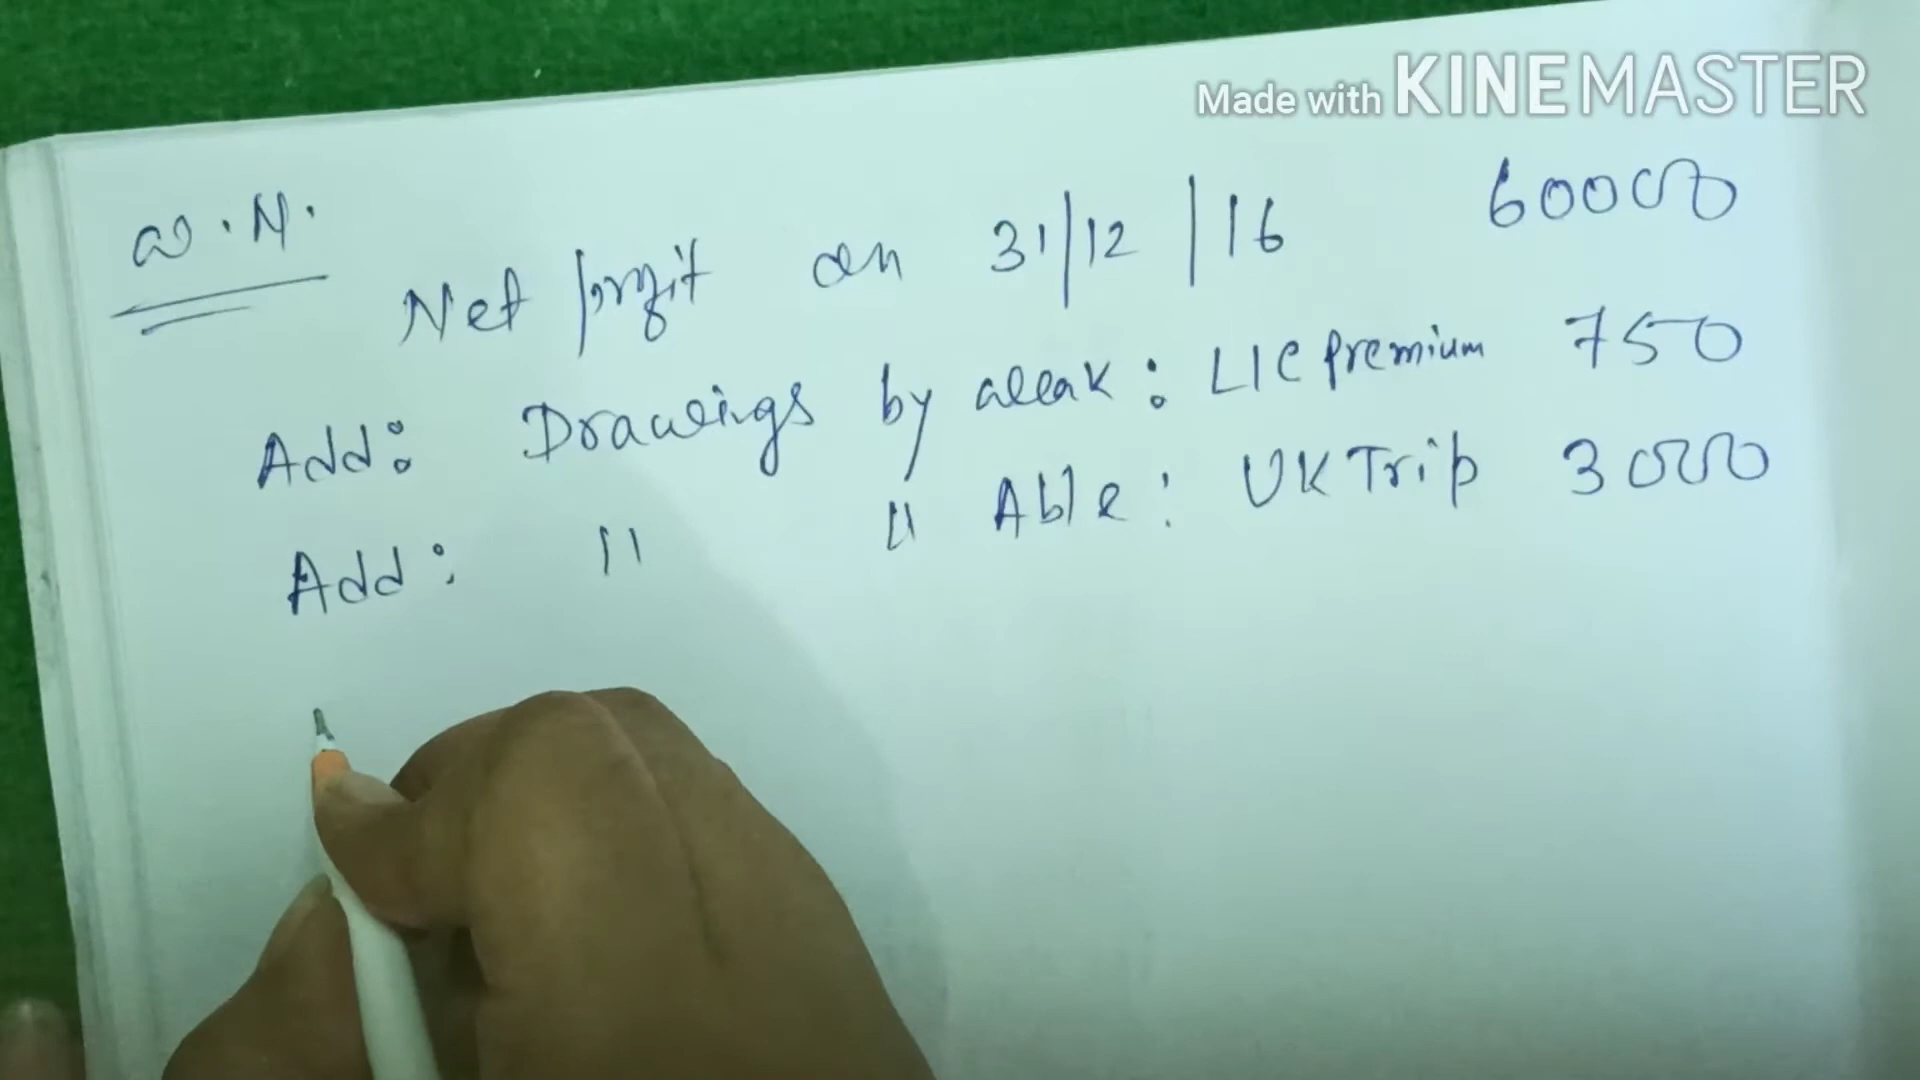 Made with KINEMASTER
W.N.
Net profit on 31/12/16 60000
Add: Drawings by aleak: LIC premium 750
Add: " " Able: UK Trip 3000